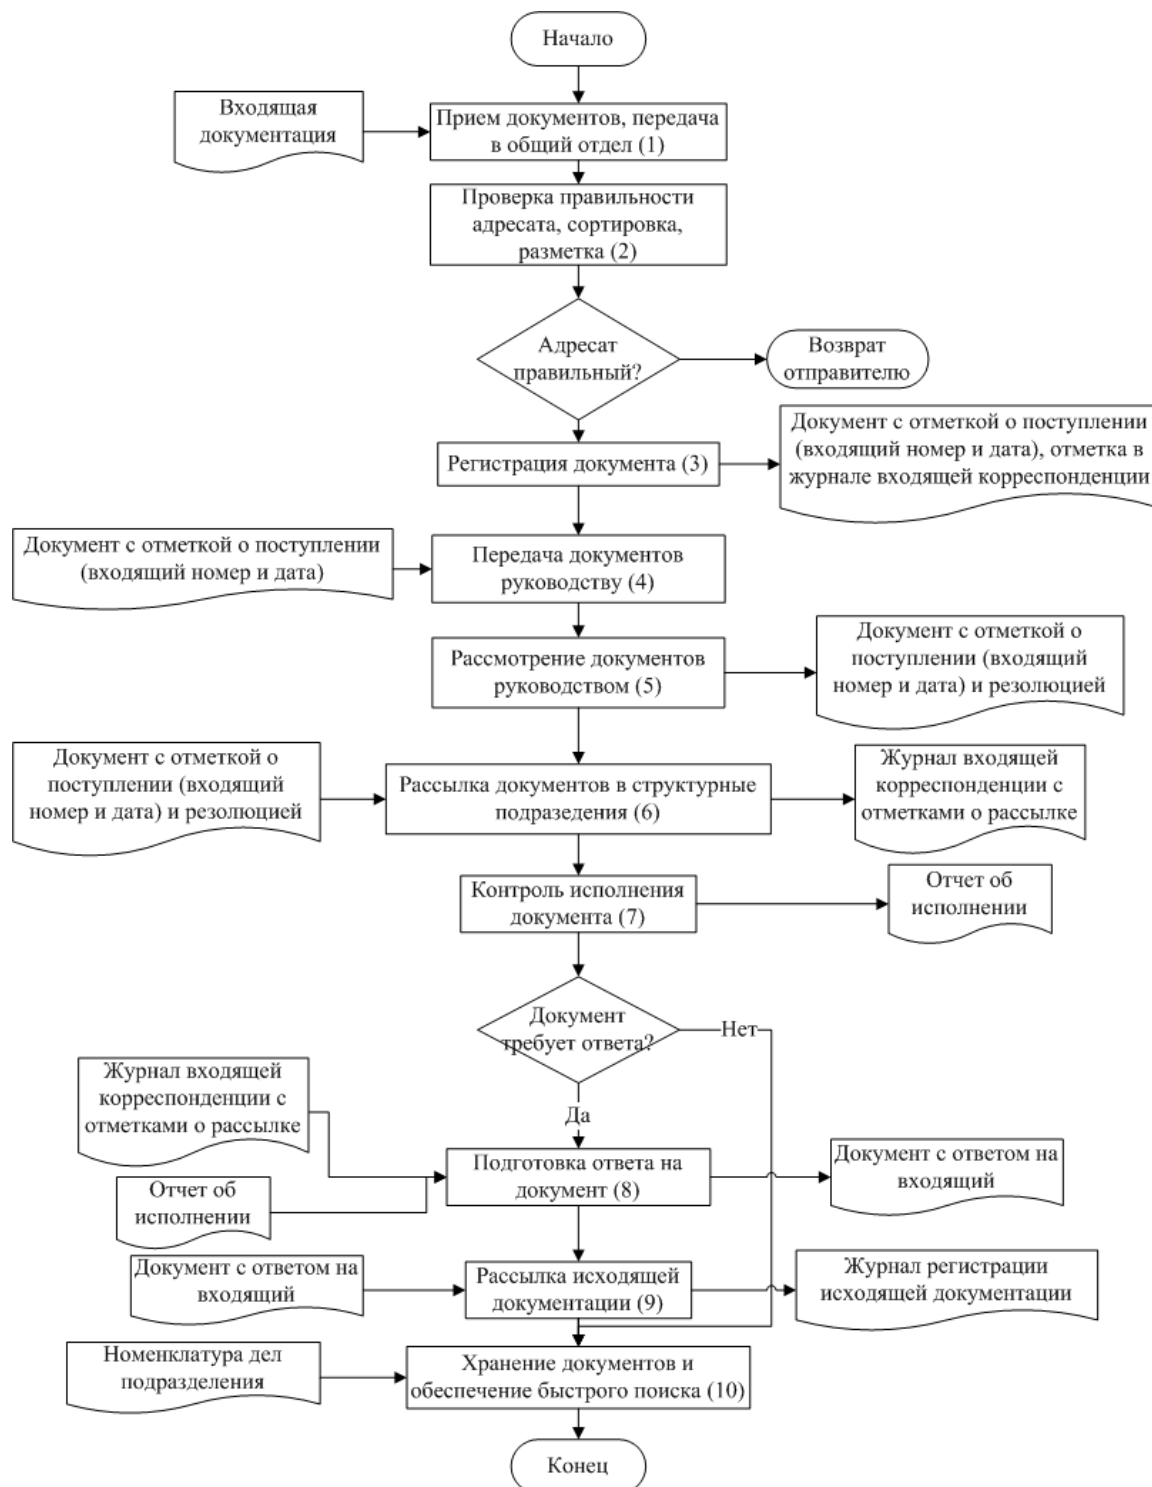 Начало
Входящая
документация
Прием документов, передача
в общий отдел (1)
Проверка правильности
адресата, сортировка,
разметка (2)
Адресат
правильный?
Возврат
отправителю
Регистрация документа (3)
Документ с отметкой о поступлении
(входящий номер и дата), отметка в
журнале входящей корреспонденции
Документ с отметкой о поступлении
(входящий номер и дата)
Передача документов
руководству (4)
Рассмотрение документов
руководством (5)
Документ с отметкой о
поступлении (входящий
номер и дата) и резолюцией
Документ с отметкой о
поступлении (входящий
номер и дата) и резолюцией
Рассылка документов в структурные
подразедения (6)
Журнал входящей
корреспонденции с
отметками о рассылке
Контроль исполнения
документа (7)
Отчет об
исполнении
Документ
требует ответа?
Нет
Да
Журнал входящей
корреспонденции с
отметками о рассылке
Отчет об
исполнении
Подготовка ответа на
документ (8)
Документ с ответом на
входящий
Документ с ответом на
входящий
Рассылка исходящей
документации (9)
Журнал регистрации
исходящей документации
Номенклатура дел
подразделения
Хранение документов и
обеспечение быстрого поиска (10)
Конец